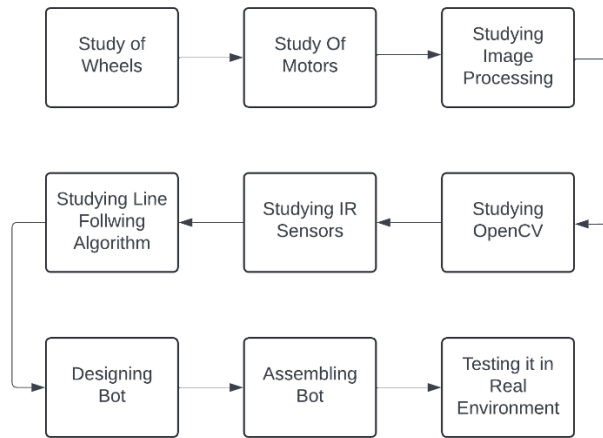 Study of
Wheels
Study Of
Motors
Studying
Image
Processing
Studying Line
Follwing
Algorithm
Studying IR
Sensors
Studying
OpenCV
Designing
Bot
Assembling
Bot
Testing it in
Real
Environment